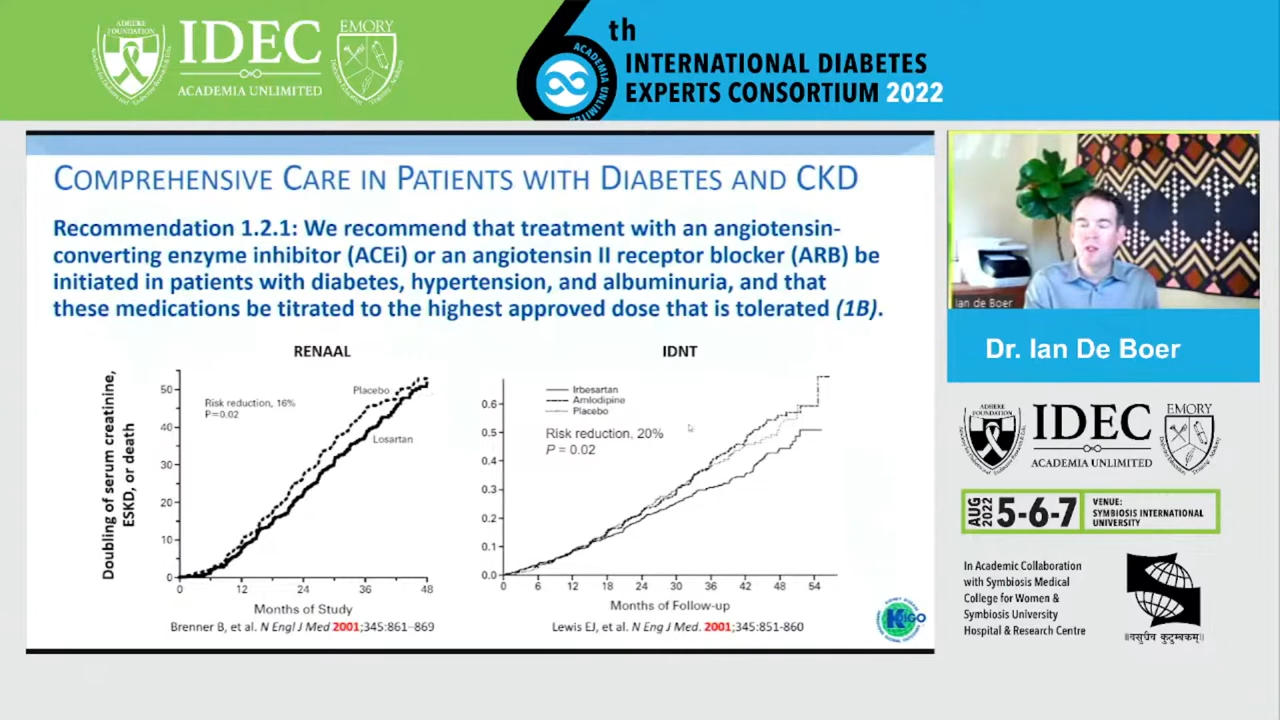 ADHERE
FOUNDATION
IDEC
ACADEMIA UNLIMITED
EMORY
6th
ACADEMIA UNLIMITED
INTERNATIONAL DIABETES
EXPERTS CONSORTIUM 2022
COMPREHENSIVE CARE IN PATIENTS WITH DIABETES AND CKD
Recommendation 1.2.1: We recommend that treatment with an angiotensin-
converting enzyme inhibitor (ACEi) or an angiotensin II receptor blocker (ARB) be
initiated in patients with diabetes, hypertension, and albuminuria, and that
these medications be titrated to the highest approved dose that is tolerated (1B).
RENAAL
Doubling of serum creatinine,
ESKD, or death
50
40
30
20
10
0
Risk reduction, 16%
P=0.02
Placebo
Losartan
0 12 24 36 48
Months of Study
Brenner B, et al. N Engl J Med 2001;345:861–869
IDNT
0.6
0.5
0.4
0.3
0.2
0.1
0.0
Irbesartan
Amlodipine
Placebo
Risk reduction, 20%
P = 0.02
0 6 12 18 24 30 36 42 48 54
Months of Follow-up
Lewis EJ, et al. N Eng J Med. 2001;345:851-860
KDIGO
Ian de Boer
Dr. Ian De Boer
ADHERE
FOUNDATION
IDEC
ACADEMIA UNLIMITED
EMORY
AUG
2022
5-6-7
VENUE:
SYMBIOSIS INTERNATIONAL
UNIVERSITY
In Academic Collaboration
with Symbiosis Medical
College for Women &
Symbiosis University
Hospital & Research Centre
॥वसुधैव कुटुम्बकम्॥